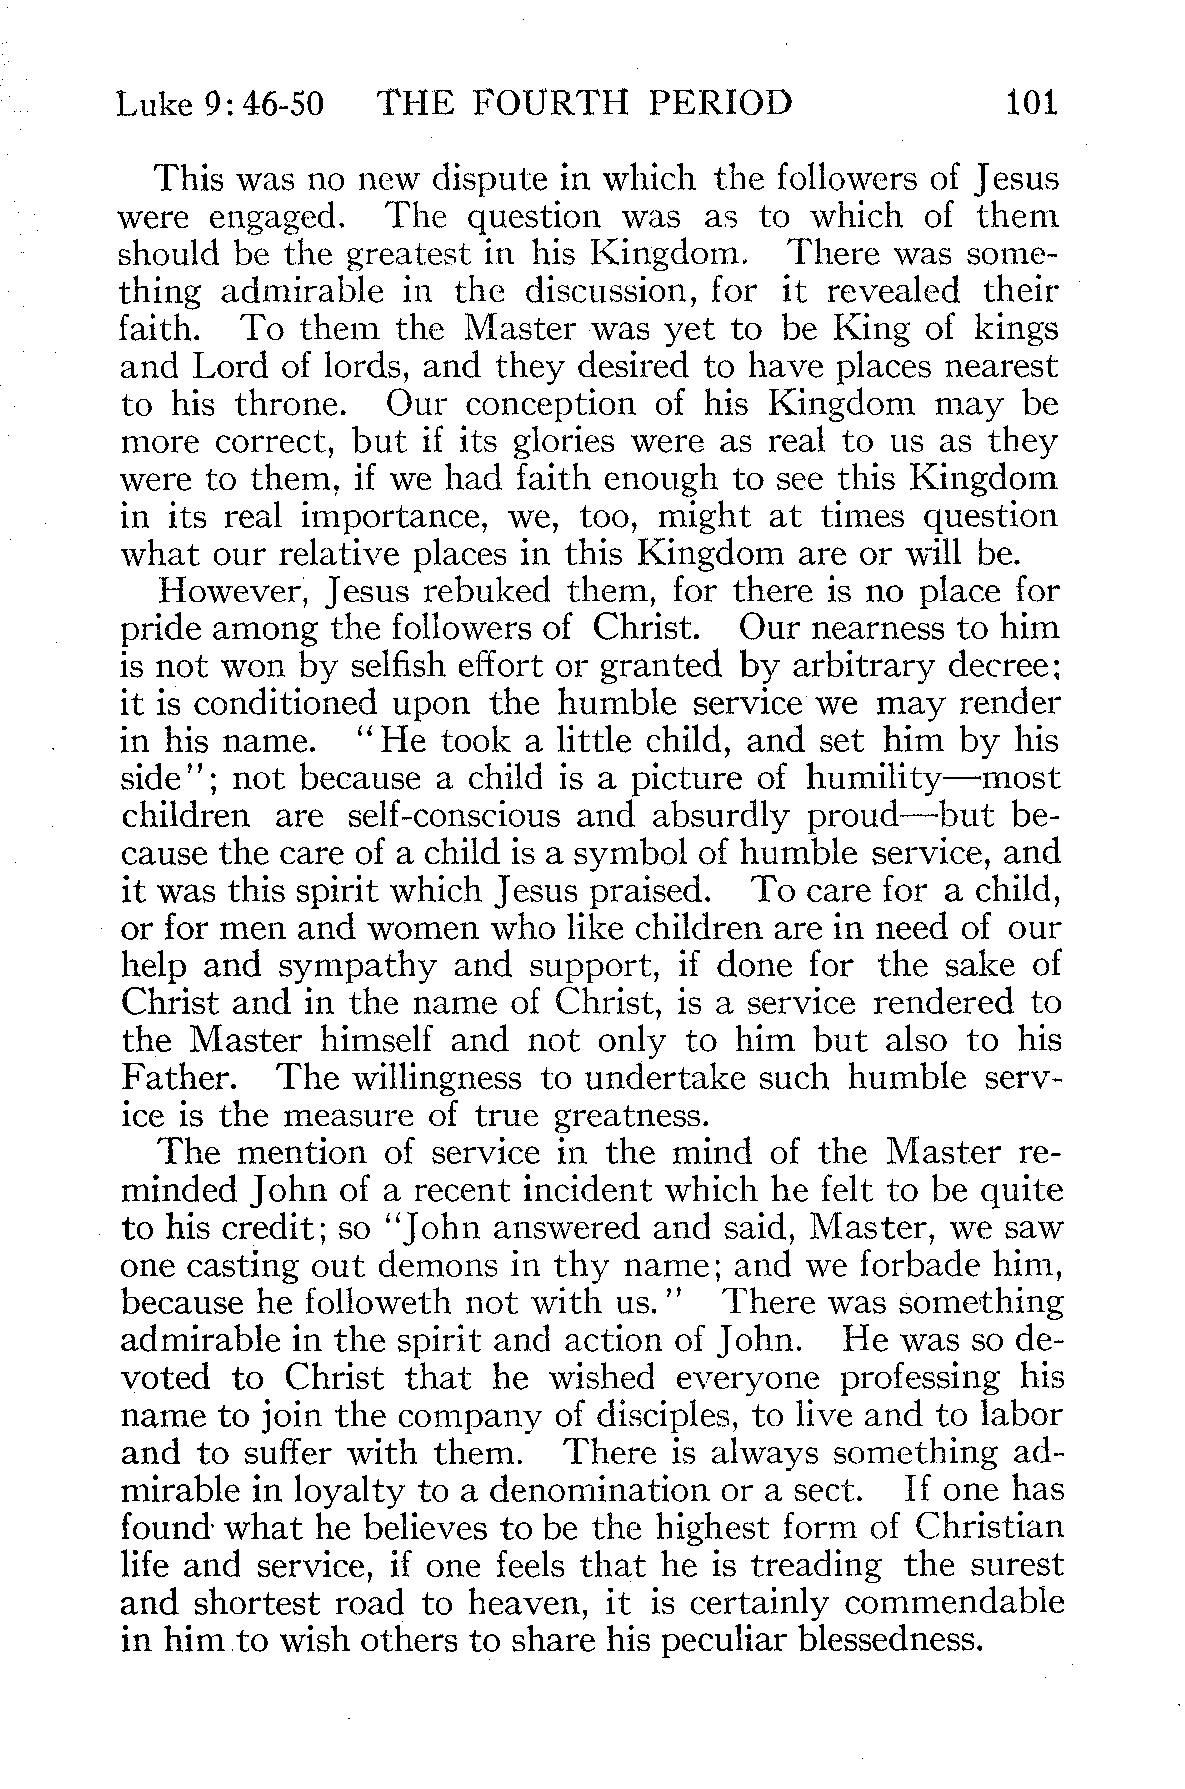 Luke 9:46-50 THE FOURTH PERIOD 101
This was no new dispute in which the followers of Jesus
were engaged. The question was as to which of them
should be the greatest in his Kingdom. There was some-
thing admirable in the discussion, for it revealed their
faith. To them the Master was yet to be King of kings
and Lord of lords, and they desired to have places nearest
to his throne. Our conception of his Kingdom may be
more correct, but if its glories were as real to us as they
were to them, if we had faith enough to see this Kingdom
in its real importance, we, too, might at times question
what our relative places in this Kingdom are or will be.
However, Jesus rebuked them, for there is no place for
pride among the followers of Christ. Our nearness to him
is not won by selfish effort or granted by arbitrary decree;
it is conditioned upon the humble service we may render
in his name. "He took a little child, and set him by his
side"; not because a child is a picture of humility—most
children are self-conscious and absurdly proud—but be-
cause the care of a child is a symbol of humble service, and
it was this spirit which Jesus praised. To care for a child,
or for men and women who like children are in need of our
help and sympathy and support, if done for the sake of
Christ and in the name of Christ, is a service rendered to
the Master himself and not only to him but also to his
Father. The willingness to undertake such humble serv-
ice is the measure of true greatness.
The mention of service in the mind of the Master re-
minded John of a recent incident which he felt to be quite
to his credit; so "John answered and said, Master, we saw
one casting out demons in thy name; and we forbade him,
because he followeth not with us." There was something
admirable in the spirit and action of John. He was so de-
voted to Christ that he wished everyone professing his
name to join the company of disciples, to live and to labor
and to suffer with them. There is always something ad-
mirable in loyalty to a denomination or a sect. If one has
found what he believes to be the highest form of Christian
life and service, if one feels that he is treading the surest
and shortest road to heaven, it is certainly commendable
in him to wish others to share his peculiar blessedness.